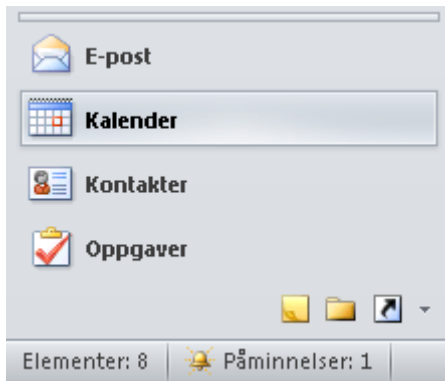 E-post
Kalender
Kontakter
Oppgaver
Elementer: 8 Påminnelser: 1